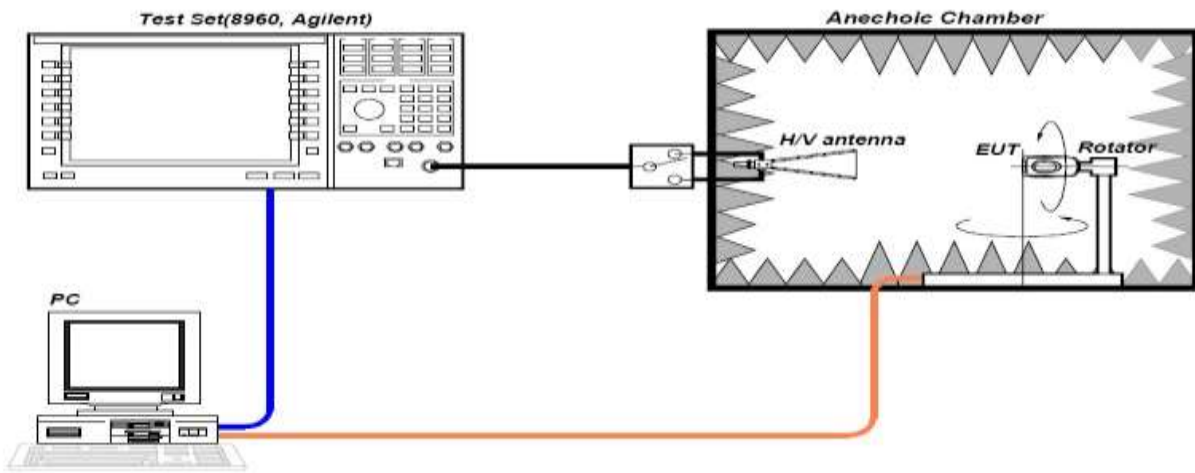 Test Set(8960, Agilent)
Anechoic Chamber
H/V antenna
EUT
Rotator
PC